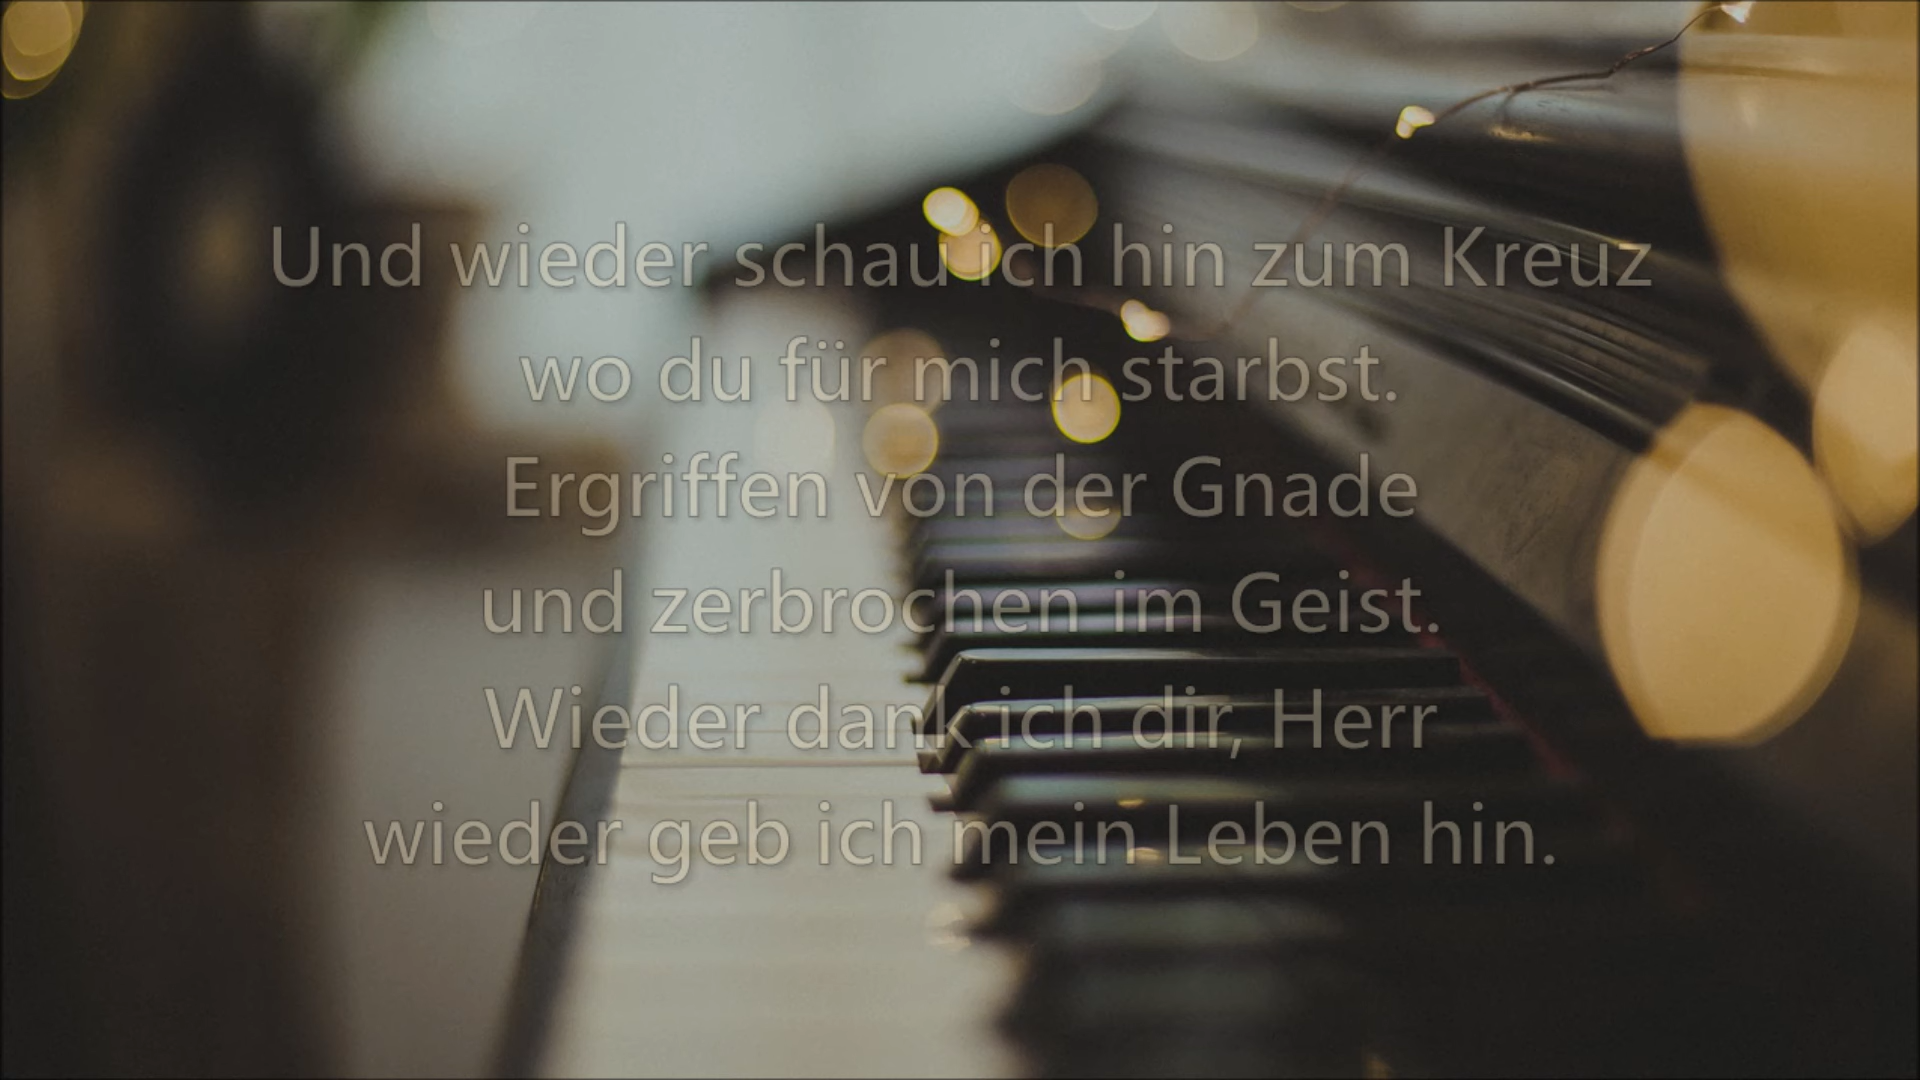 Und wieder schau ich hin zum Kreuz
wo du für mich starbst.
Ergriffen von der Gnade
und zerbrochen im Geist.
Wieder dank ich dir, Herr
wieder geb ich mein Leben hin.